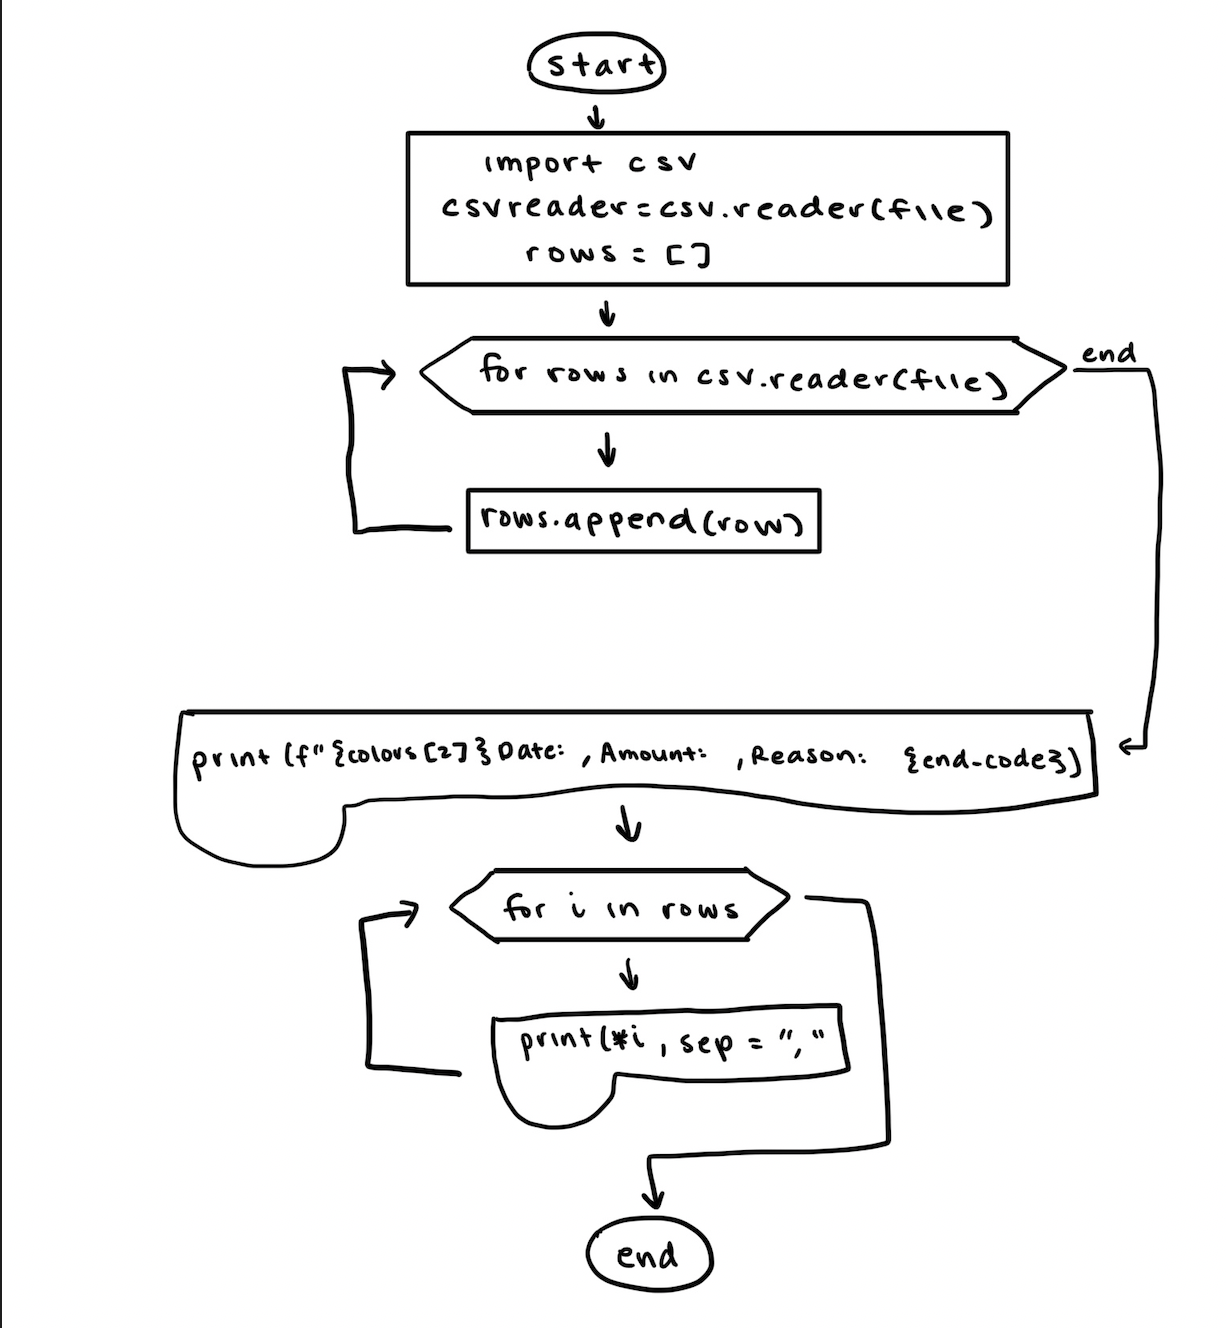 start
import csv
csvreader = csv.reader(file)
rows = []
for rows in csv.reader(file)
end
rows.append(row)
print (f" {colors [2] } Date: , Amount: , Reason: {end-code})
for i in rows
print(*i , sep = ","
end